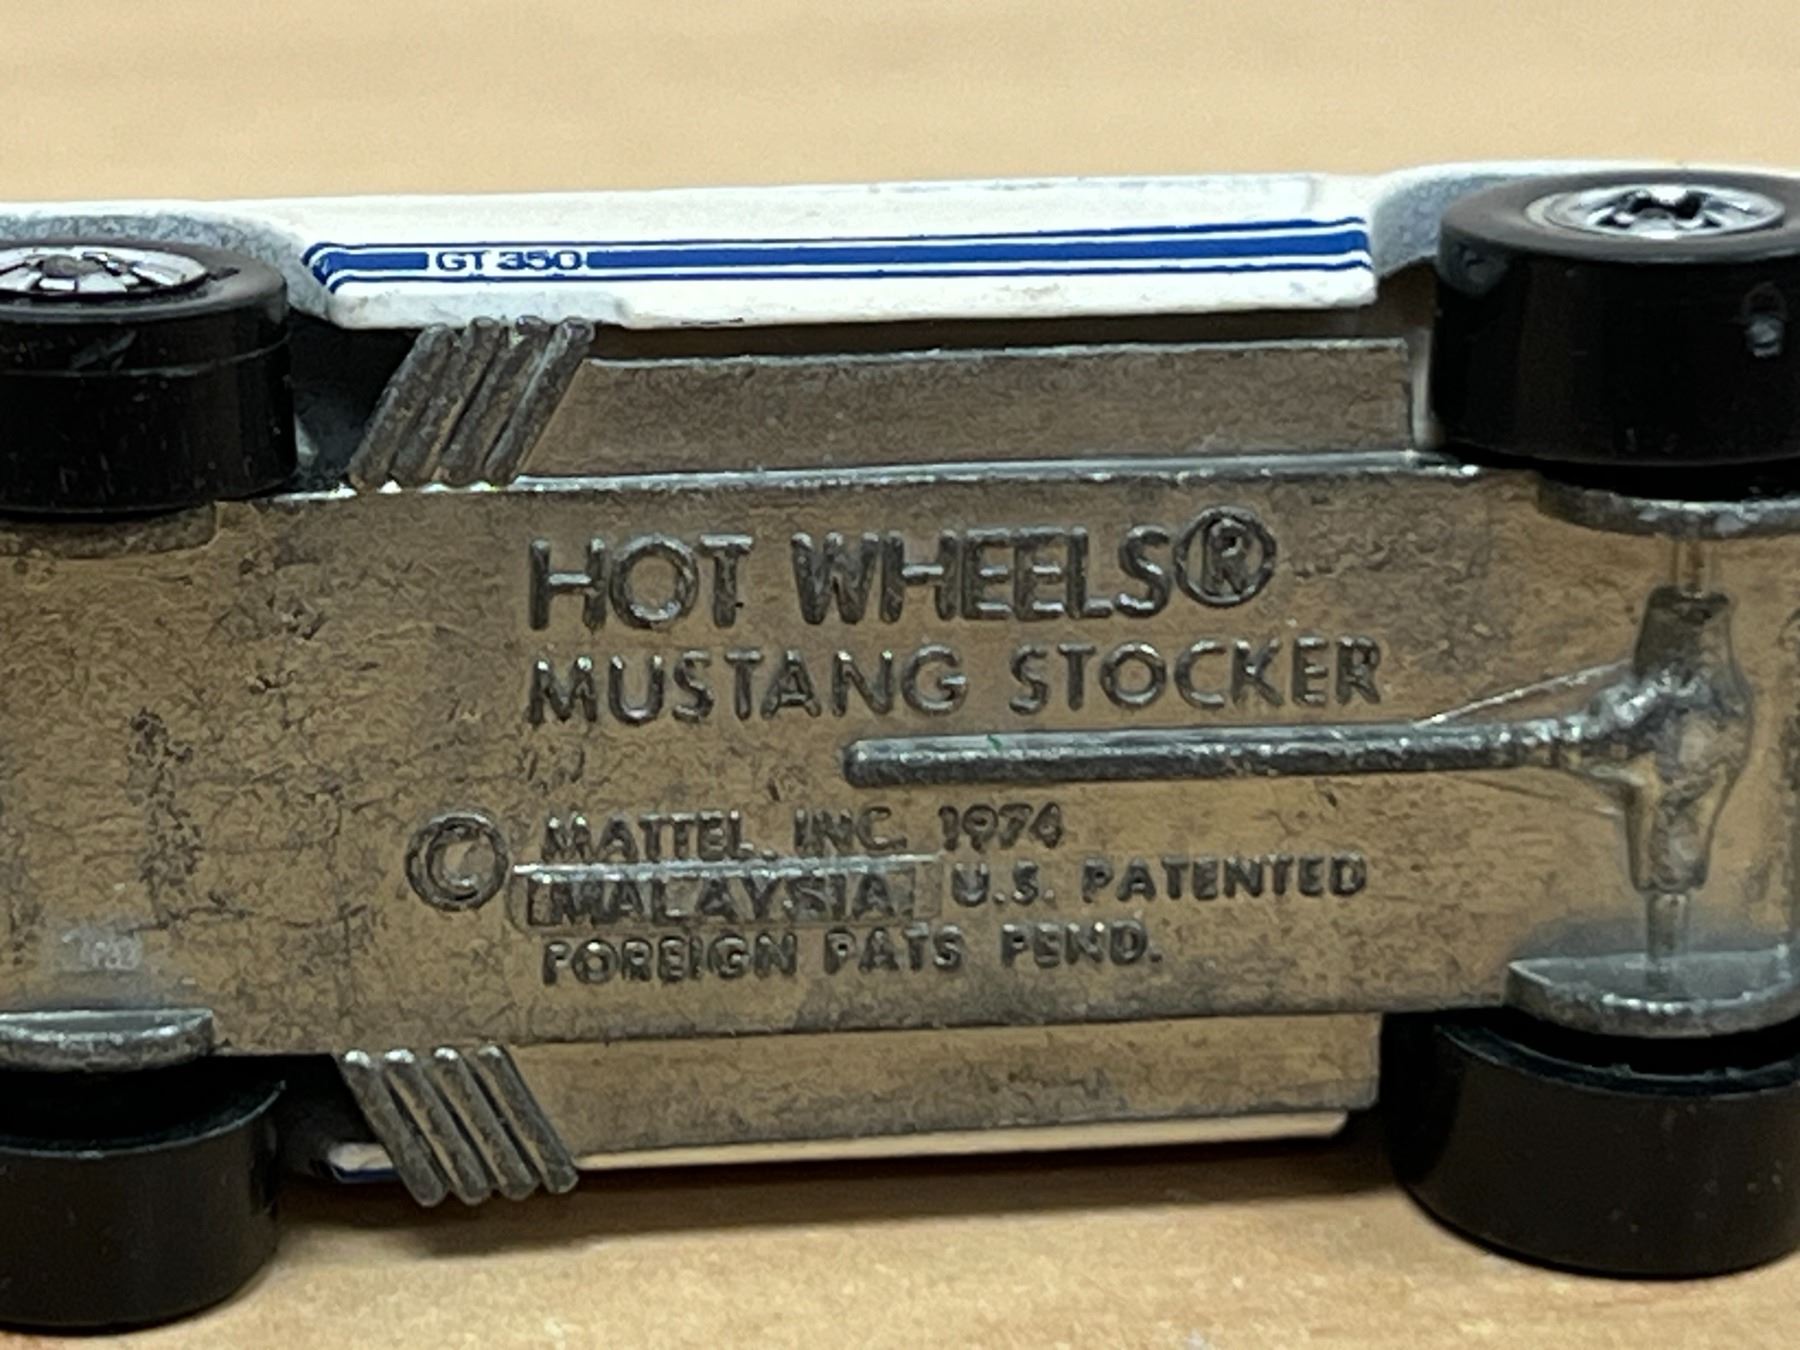 GT 350
HOT WHEELS®
MUSTANG STOCKER
© MATTEL, INC. 1974
MALAYSIA U.S. PATENTED
FOREIGN PATS PEND.